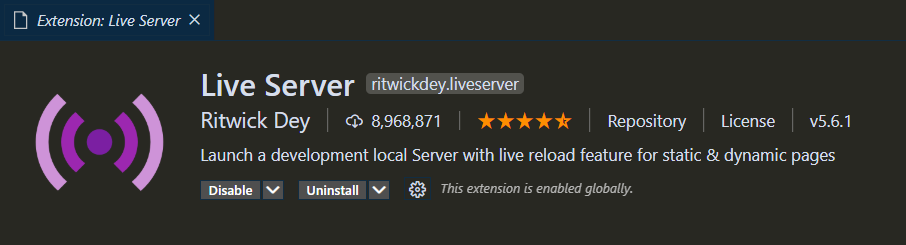 Extension: Live Server
Live Server ritwickdey.liveserver
Ritwick Dey 8,968,871 Repository License v5.6.1
Launch a development local Server with live reload feature for static & dynamic pages
Disable Uninstall This extension is enabled globally.